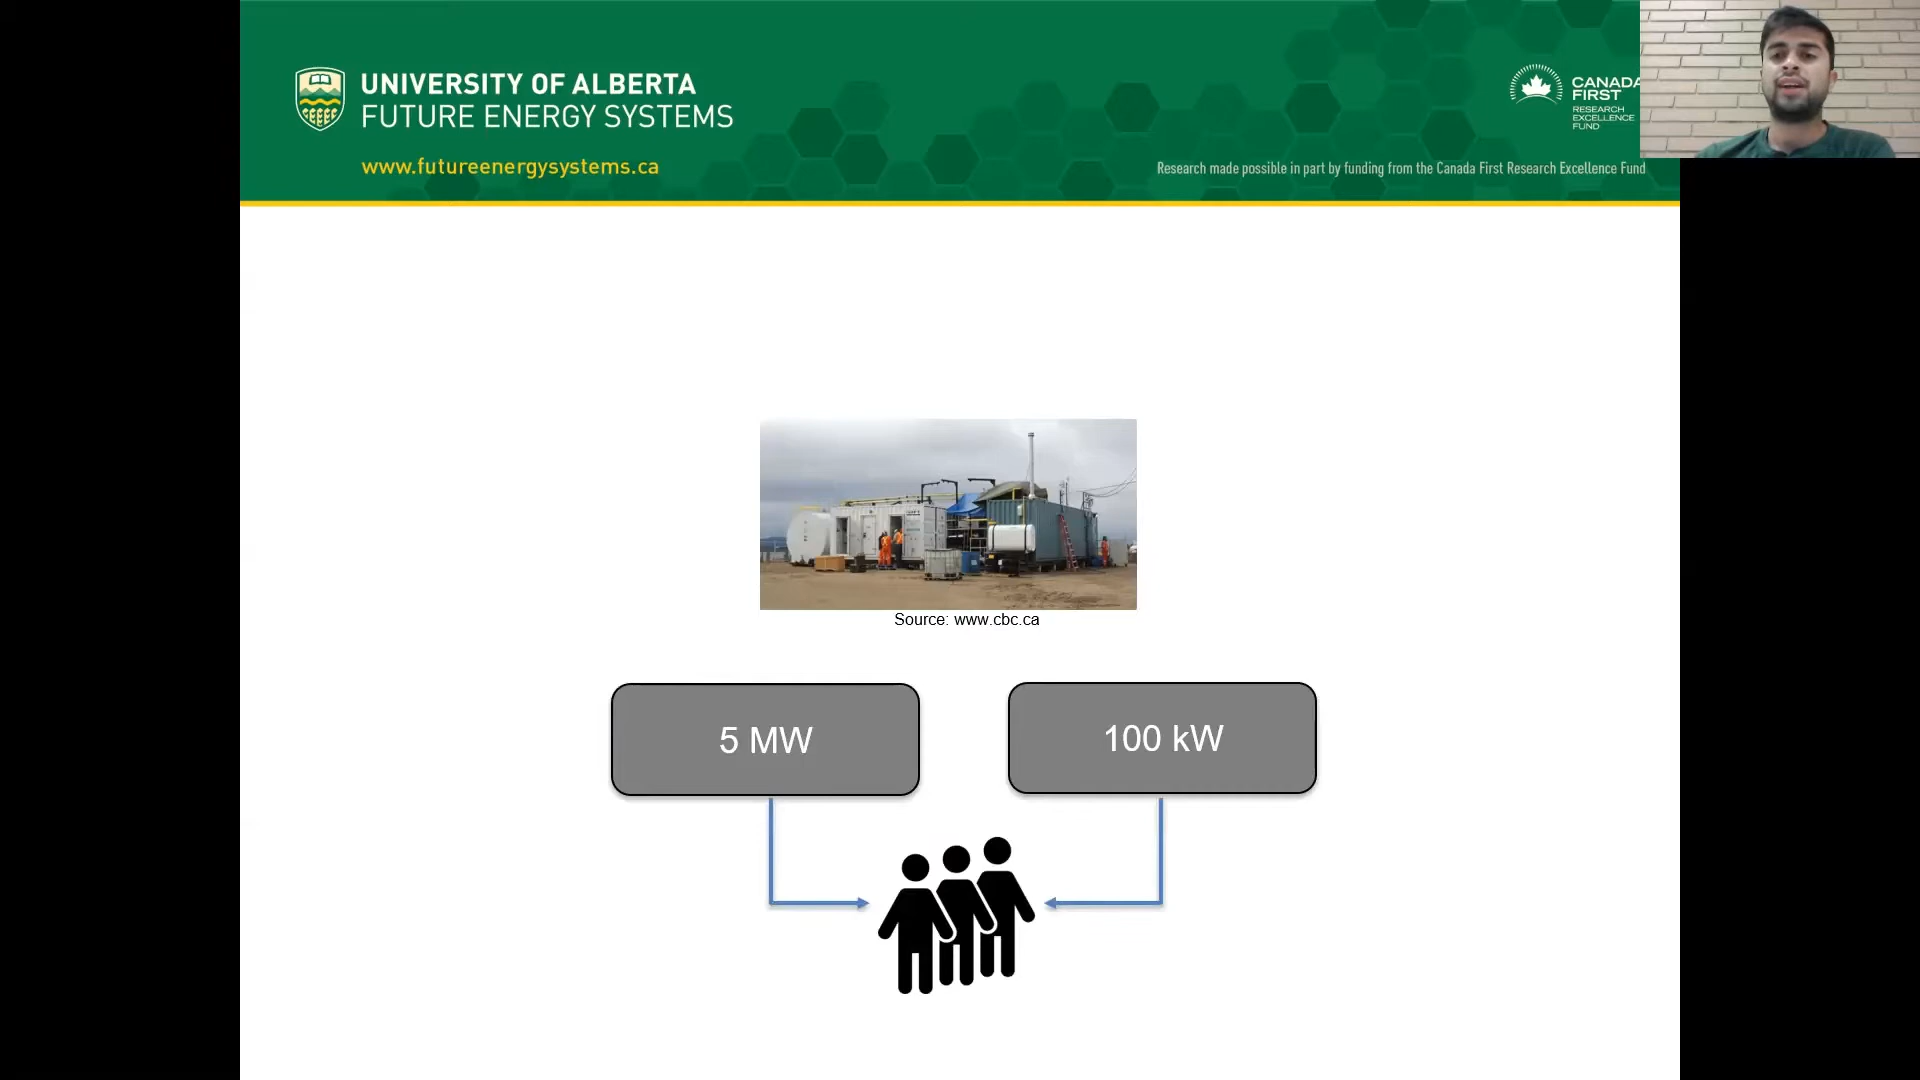 UNIVERSITY OF ALBERTA
FUTURE ENERGY SYSTEMS
www.futureenergysystems.ca
CANADA
FIRST
RESEARCH
EXCELLENCE
FUND
Research made possible in part by funding from the Canada First Research Excellence Fund
Source: www.cbc.ca
5 MW
100 kW